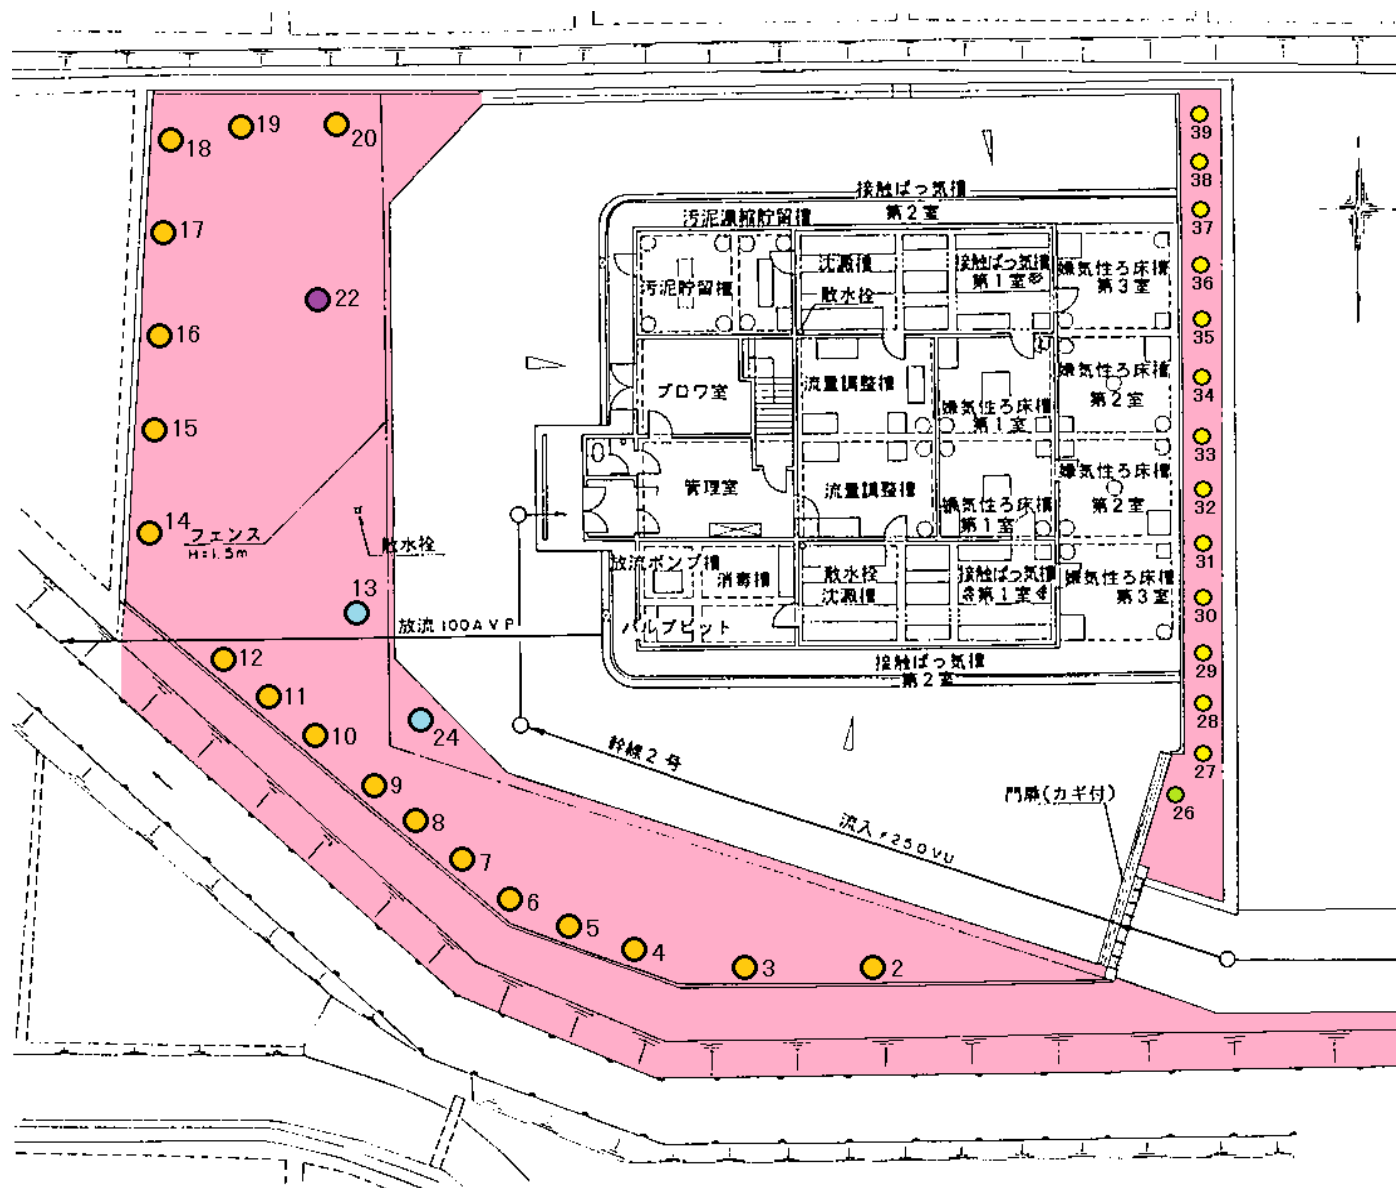 39
19
20
18
38
接触ばっ気槽
第2室
37
汚泥濃縮貯留槽
17
沈澱槽
接触ばっ気槽
第1室
嫌気性ろ床槽
第3室
36
汚泥貯留槽
22
散水栓
16
35
ブロワ室
流量調整槽
嫌気性ろ床槽
第2室
34
嫌気性ろ床槽
第1室
15
33
嫌気性ろ床槽
第2室
管理室
流量調整槽
32
嫌気性ろ床槽
第1室
14
フェンス
H=1.5m
散水栓
31
放流ポンプ槽
消毒槽
散水栓
沈澱槽
接触ばっ気槽
第1室
嫌気性ろ床槽
第3室
13
30
放流 100A V P
バルブピット
12
接触ばっ気槽
第2室
29
11
28
24
10
幹線2号
27
9
門扉(カギ付)
26
8
流入 250 VU
7
6
5
4
3
2